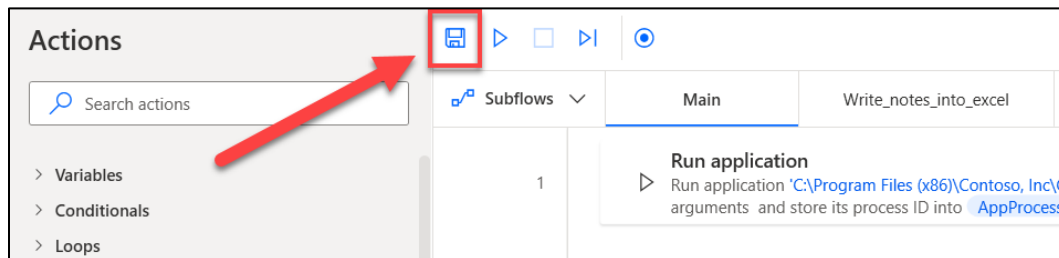 Actions
Search actions
Variables
Conditionals
Loops
Subflows
Main
Write_notes_into_excel
1
Run application
Run application 'C:\Program Files (x86)\Contoso, Inc\
arguments and store its process ID into AppProcess